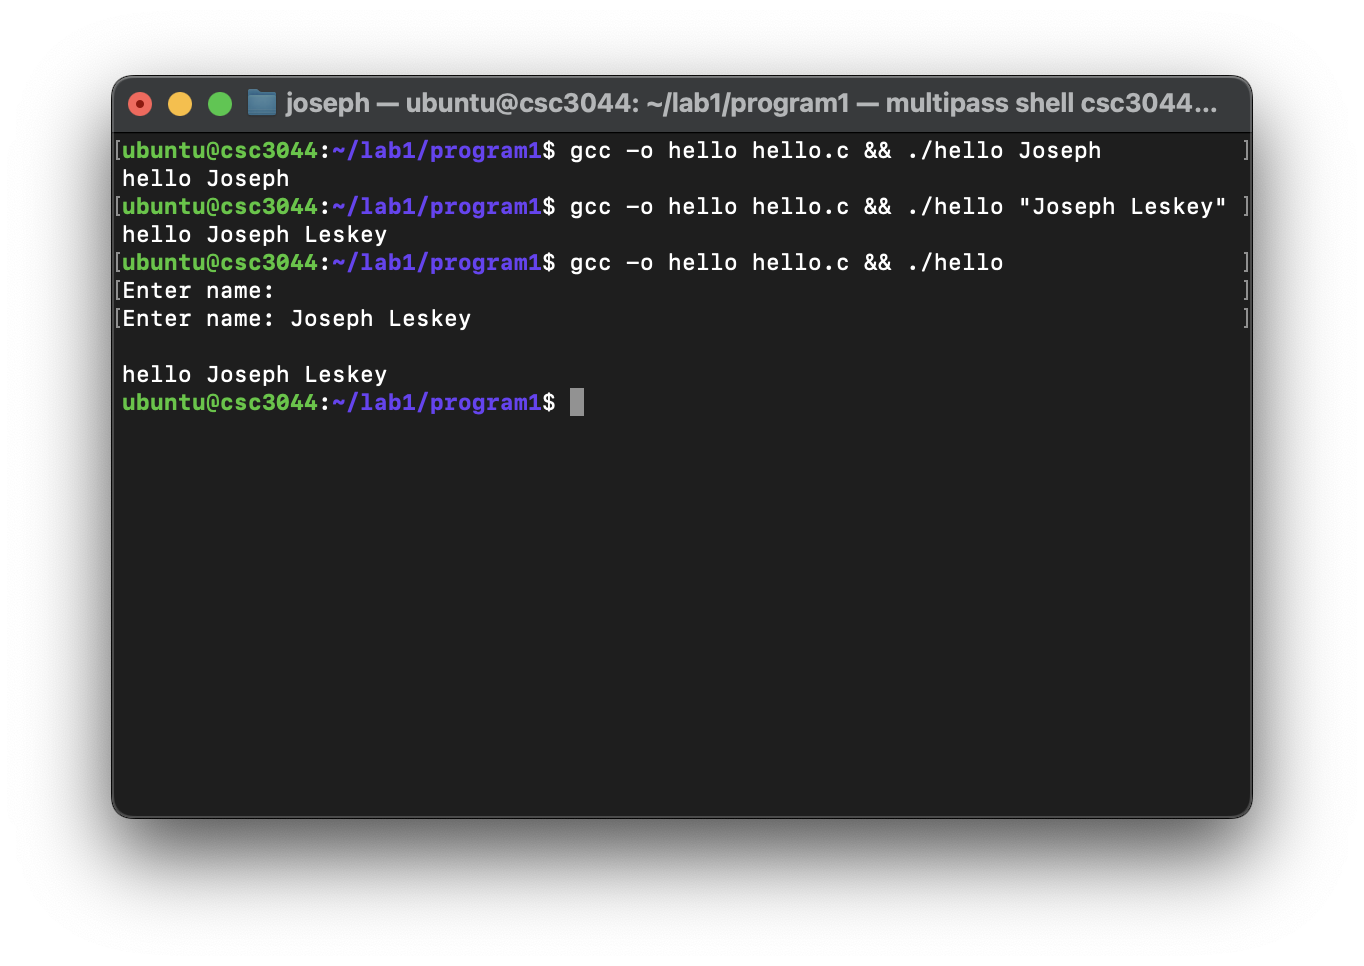 joseph — ubuntu@csc3044: ~/lab1/program1 — multipass shell csc3044...
[ubuntu@csc3044:~/lab1/program1$ gcc -o hello hello.c && ./hello Joseph ]
hello Joseph
[ubuntu@csc3044:~/lab1/program1$ gcc -o hello hello.c && ./hello "Joseph Leskey" ]
hello Joseph Leskey
[ubuntu@csc3044:~/lab1/program1$ gcc -o hello hello.c && ./hello ]
[Enter name: ]
[Enter name: Joseph Leskey ]
hello Joseph Leskey
ubuntu@csc3044:~/lab1/program1$